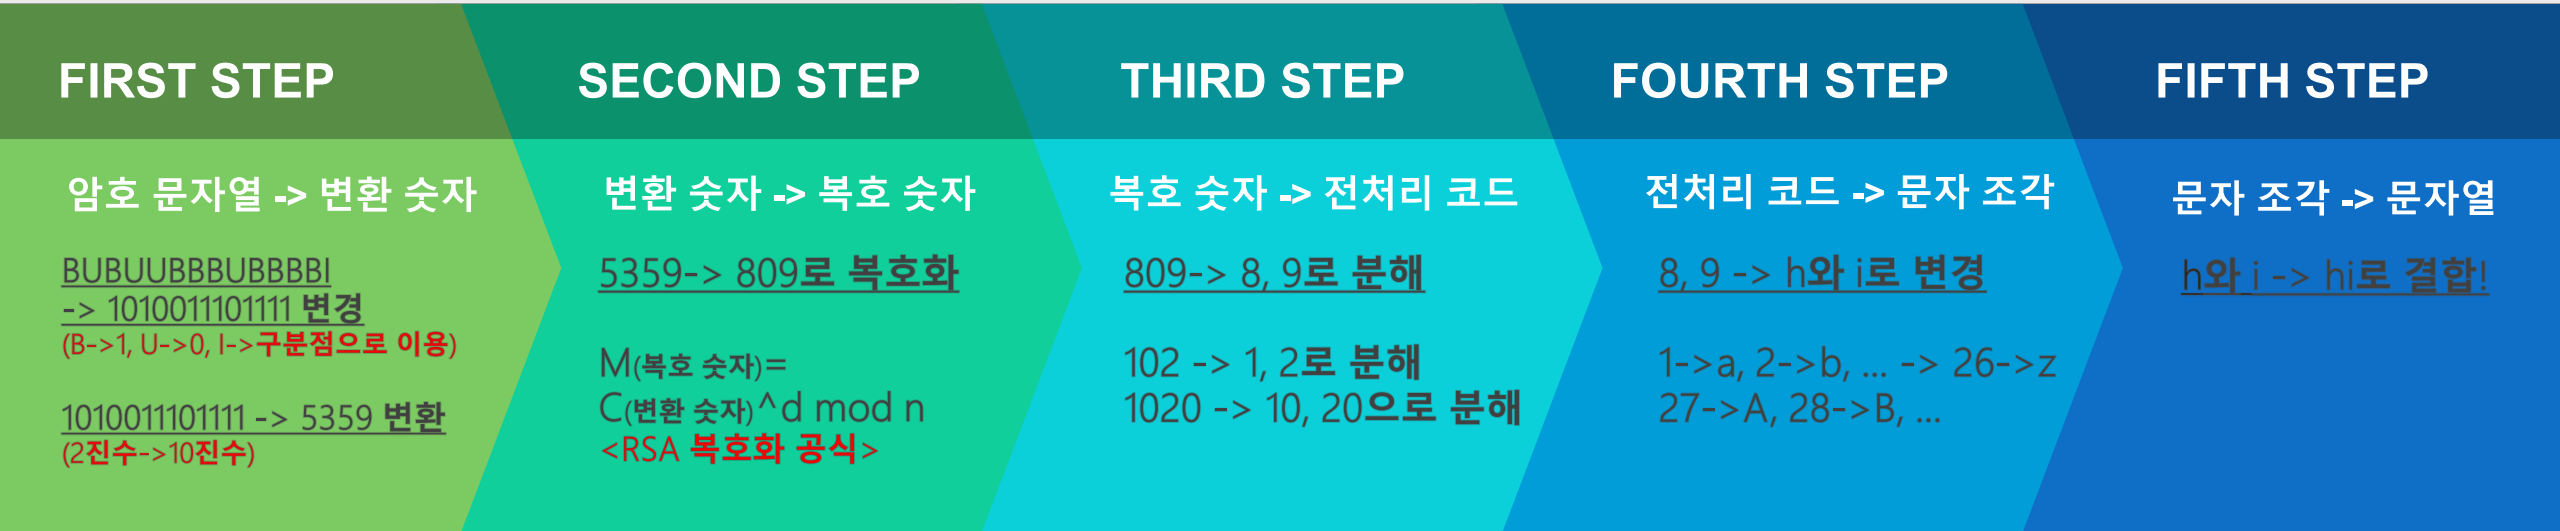 FIRST STEP
암호 문자열 -> 변환 숫자
BUBUUBBBUBBBBI
-> 1010011101111 변경
(B->1, U->0, I->구분점으로 이용)
1010011101111 -> 5359 변환
(2진수->10진수)
SECOND STEP
변환 숫자 -> 복호 숫자
5359-> 809로 복호화
M(복호 숫자)=
C(변환 숫자)^d mod n
<RSA 복호화 공식>
THIRD STEP
복호 숫자 -> 전처리 코드
809-> 8, 9로 분해
102 -> 1, 2로 분해
1020 -> 10, 20으로 분해
FOURTH STEP
전처리 코드 -> 문자 조각
8, 9 -> h와 i로 변경
1->a, 2->b, ... -> 26->z
27->A, 28->B, ...
FIFTH STEP
문자 조각 -> 문자열
h와 i -> hi로 결합!